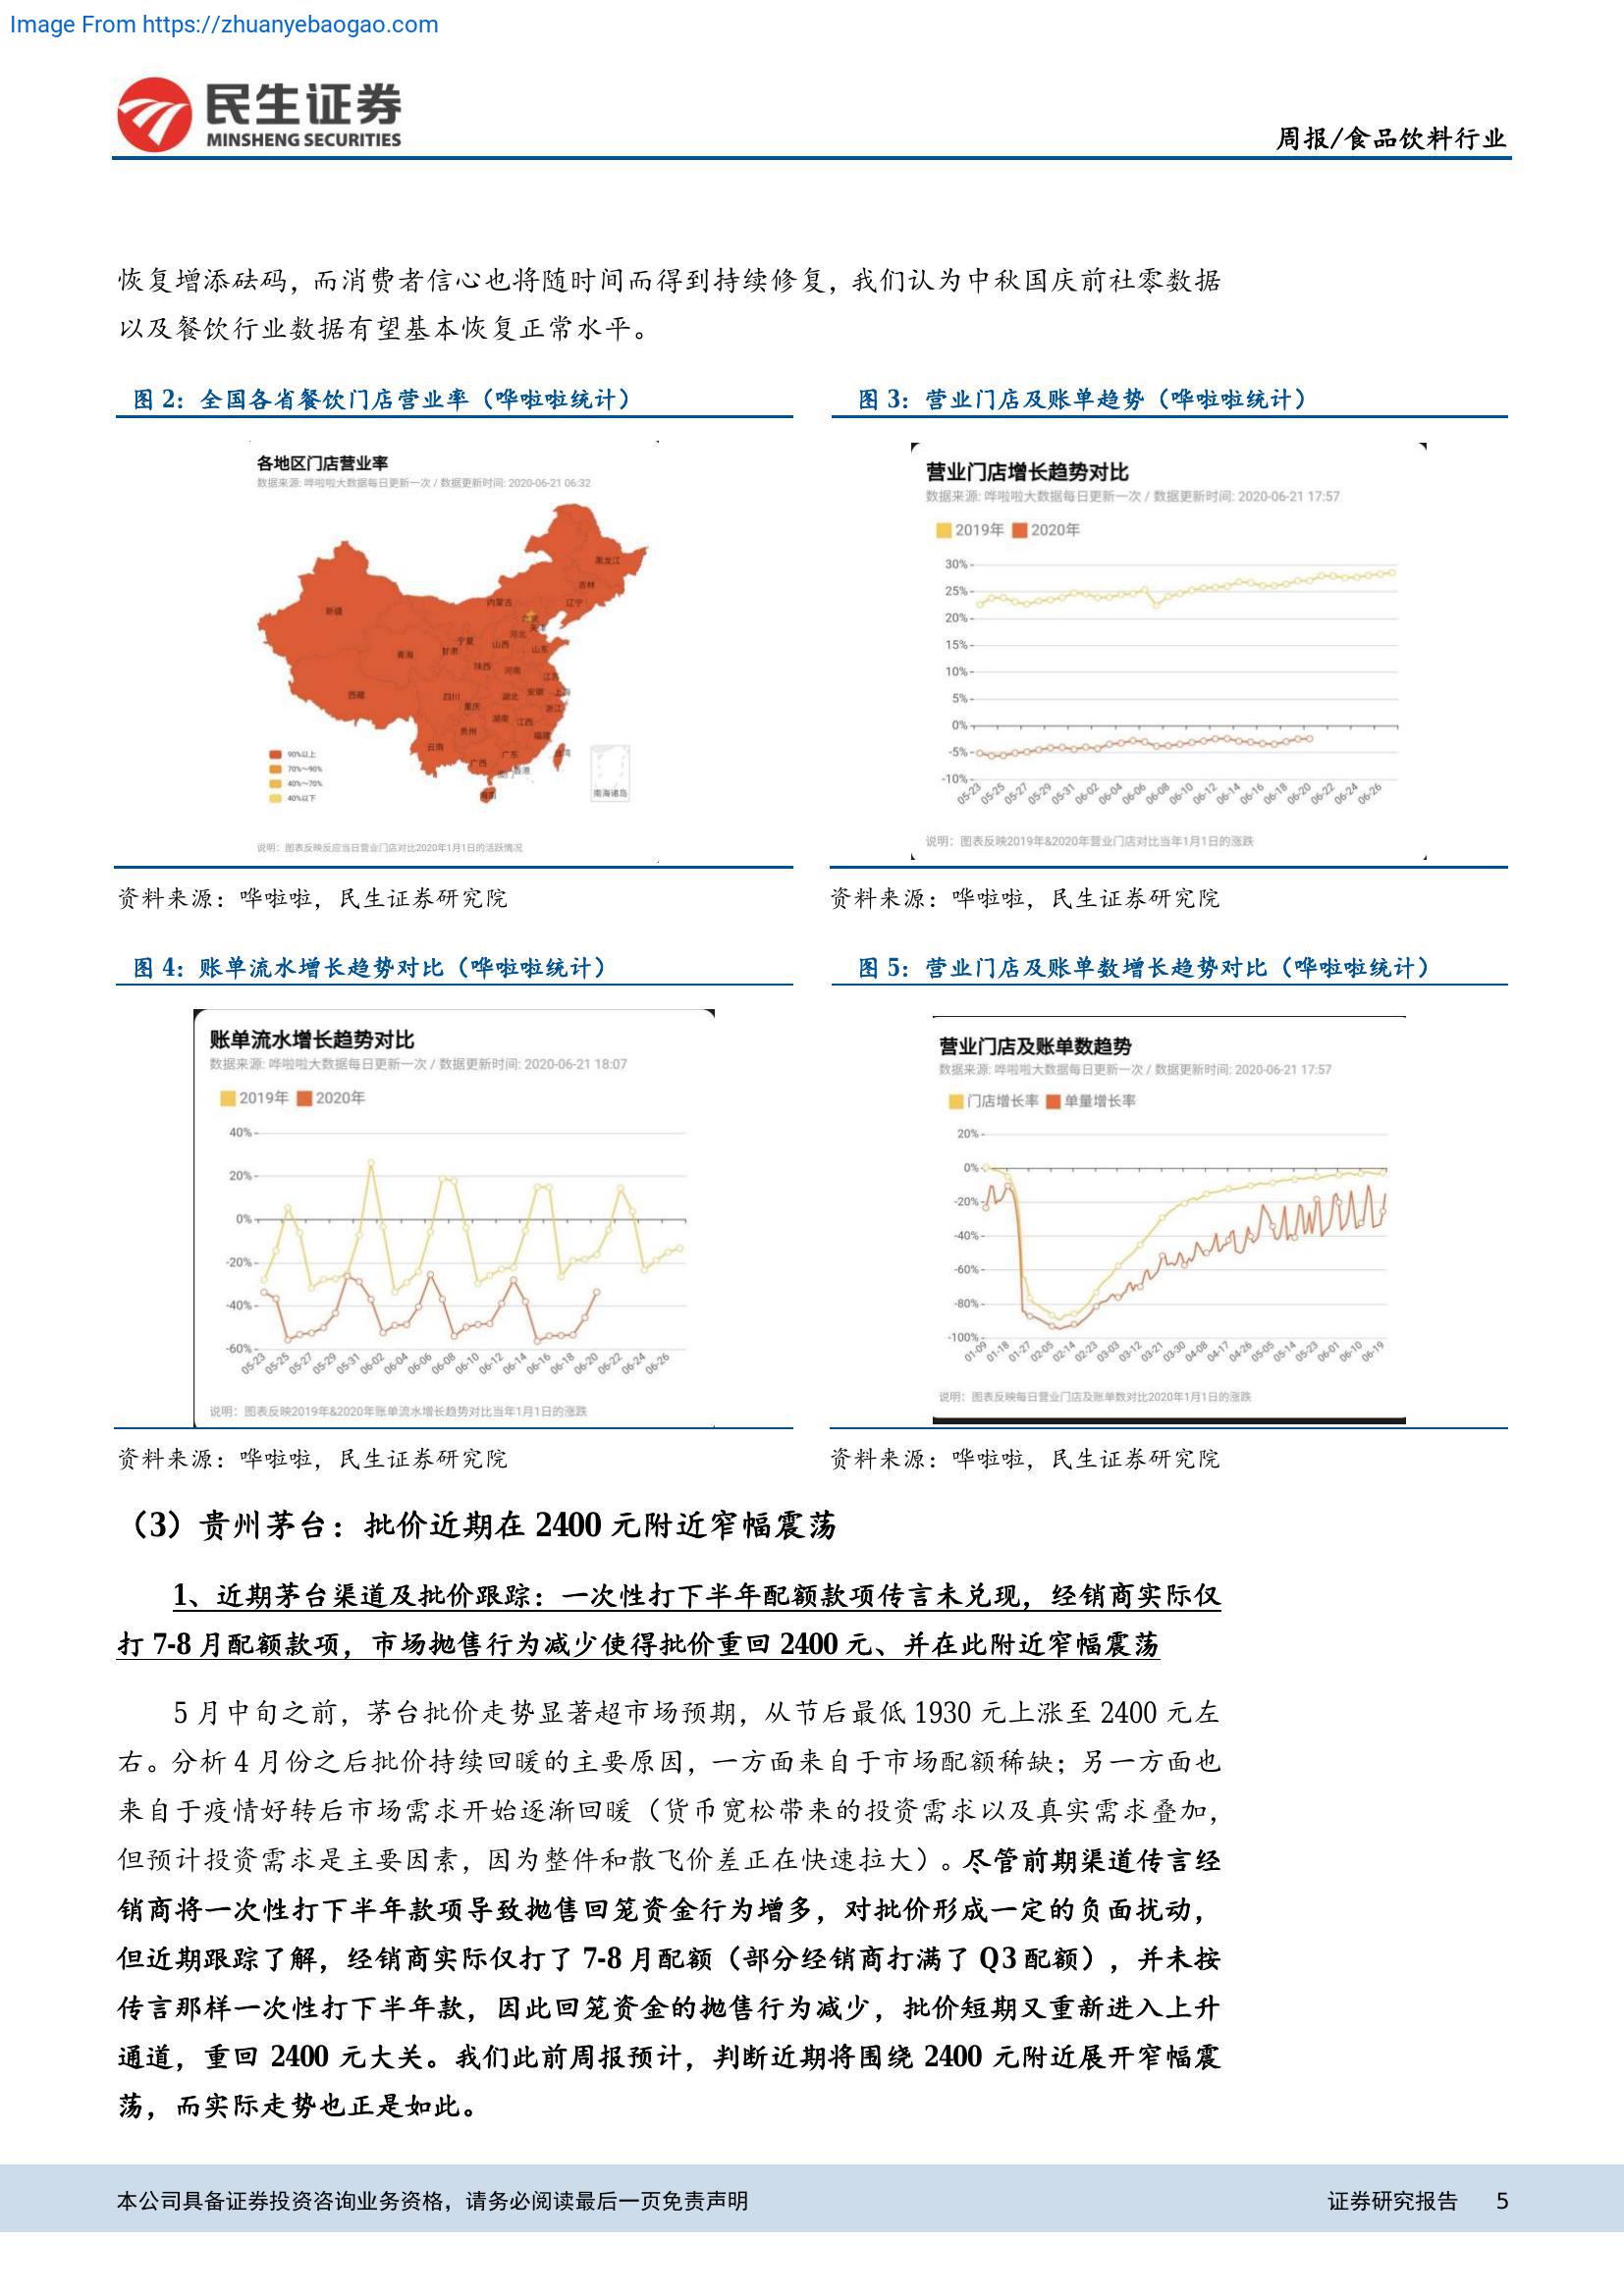 Image From https://zhuanyebaogao.com
民生证券
MINSHENG SECURITIES
周报/食品饮料行业
恢复增添砝码，而消费者信心也将随时间而得到持续修复，我们认为中秋国庆前社零数据
以及餐饮行业数据有望基本恢复正常水平。
图 2：全国各省餐饮门店营业率（哗啦啦统计）
各地区门店营业率
数据来源: 哗啦啦大数据每日更新一次 / 数据更新时间: 2020-06-21 06:32
黑龙江
吉林
辽宁
内蒙古
新疆
河北
宁夏
山西
山东
青海
甘肃
陕西
河南
江苏
西藏
四川
湖北
安徽
上海
重庆
浙江
湖南
江西
贵州
福建
云南
广东
台湾
广西
香港
海南
南海诸岛
90%以上
70%～90%
40%～70%
40%以下
说明：图表反映反应当日营业门店对比2020年1月1日的活跃情况
资料来源：哗啦啦，民生证券研究院
图 3：营业门店及账单趋势（哗啦啦统计）
营业门店增长趋势对比
数据来源: 哗啦啦大数据每日更新一次 / 数据更新时间: 2020-06-21 17:57
2019年 2020年
30%
25%
20%
15%
10%
5%
0%
-5%
-10%
05-23 05-25 05-27 05-29 05-31 06-02 06-04 06-06 06-08 06-10 06-12 06-14 06-16 06-18 06-20 06-22 06-24 06-26
说明：图表反映2019年&2020年营业门店对比当年1月1日的涨跌
资料来源：哗啦啦，民生证券研究院
图 4：账单流水增长趋势对比（哗啦啦统计）
账单流水增长趋势对比
数据来源: 哗啦啦大数据每日更新一次 / 数据更新时间: 2020-06-21 18:07
2019年 2020年
40%
20%
0%
-20%
-40%
-60%
05-23 05-25 05-27 05-29 05-31 06-02 06-04 06-06 06-08 06-10 06-12 06-14 06-16 06-18 06-20 06-22 06-24 06-26
说明：图表反映2019年&2020年账单流水增长趋势对比当年1月1日的涨跌
资料来源：哗啦啦，民生证券研究院
图 5：营业门店及账单数增长趋势对比（哗啦啦统计）
营业门店及账单数趋势
数据来源: 哗啦啦大数据每日更新一次 / 数据更新时间: 2020-06-21 17:57
门店增长率 单量增长率
20%
0%
-20%
-40%
-60%
-80%
-100%
01-09 01-18 01-27 02-05 02-14 02-23 03-03 03-12 03-21 03-30 04-08 04-17 04-26 05-05 05-14 05-23 06-01 06-10 06-19
说明：图表反映每日营业门店及账单数对比2020年1月1日的涨跌
资料来源：哗啦啦，民生证券研究院
（3）贵州茅台：批价近期在 2400 元附近窄幅震荡
1、近期茅台渠道及批价跟踪：一次性打下半年配额款项传言未兑现，经销商实际仅
打 7-8 月配额款项，市场抛售行为减少使得批价重回 2400 元、并在此附近窄幅震荡
5 月中旬之前，茅台批价走势显著超市场预期，从节后最低 1930 元上涨至 2400 元左
右。分析 4 月份之后批价持续回暖的主要原因，一方面来自于市场配额稀缺；另一方面也
来自于疫情好转后市场需求开始逐渐回暖（货币宽松带来的投资需求以及真实需求叠加，
但预计投资需求是主要因素，因为整件和散飞价差正在快速拉大）。尽管前期渠道传言经
销商将一次性打下半年款项导致抛售回笼资金行为增多，对批价形成一定的负面扰动，
但近期跟踪了解，经销商实际仅打了 7-8 月配额（部分经销商打满了 Q3 配额），并未按
传言那样一次性打下半年款，因此回笼资金的抛售行为减少，批价短期又重新进入上升
通道，重回 2400 元大关。我们此前周报预计，判断近期将围绕 2400 元附近展开窄幅震
荡，而实际走势也正是如此。
本公司具备证券投资咨询业务资格，请务必阅读最后一页免责声明
证券研究报告 5